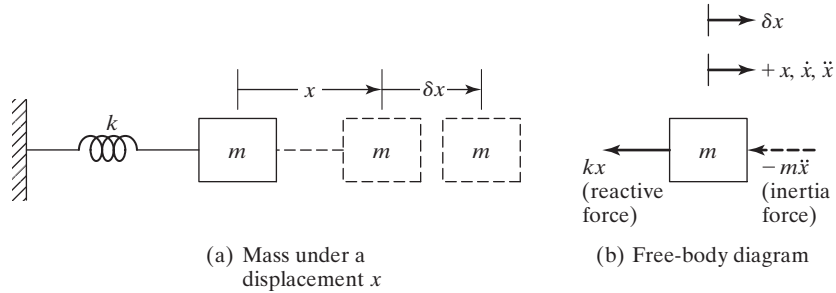 δx
x
δx
+ x, ẋ, ẍ
k
m
m
m
m
kx
(reactive
force)
−mẍ
(inertia
force)
(a) Mass under a
displacement x
(b) Free-body diagram